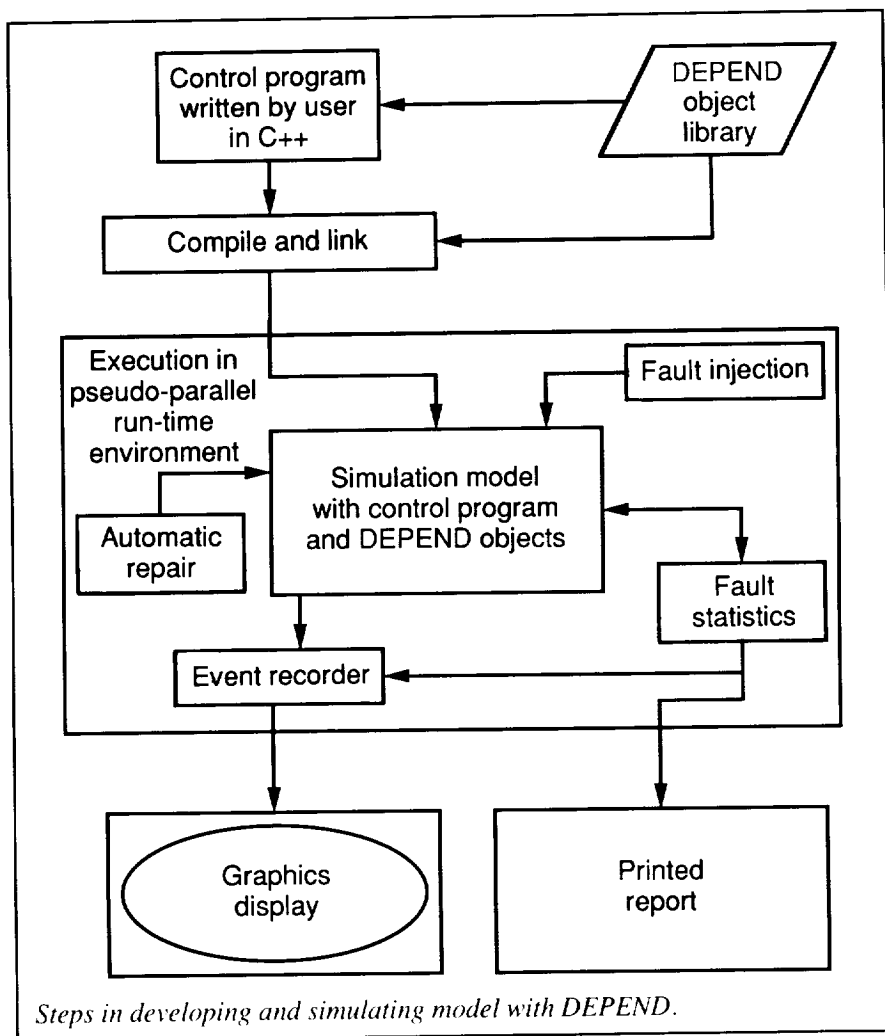 Control program
written by user
in C++
DEPEND
object
library
Compile and link
Execution in
pseudo-parallel
run-time
environment
Fault injection
Simulation model
with control program
and DEPEND objects
Automatic
repair
Fault
statistics
Event recorder
Graphics
display
Printed
report
Steps in developing and simulating model with DEPEND.